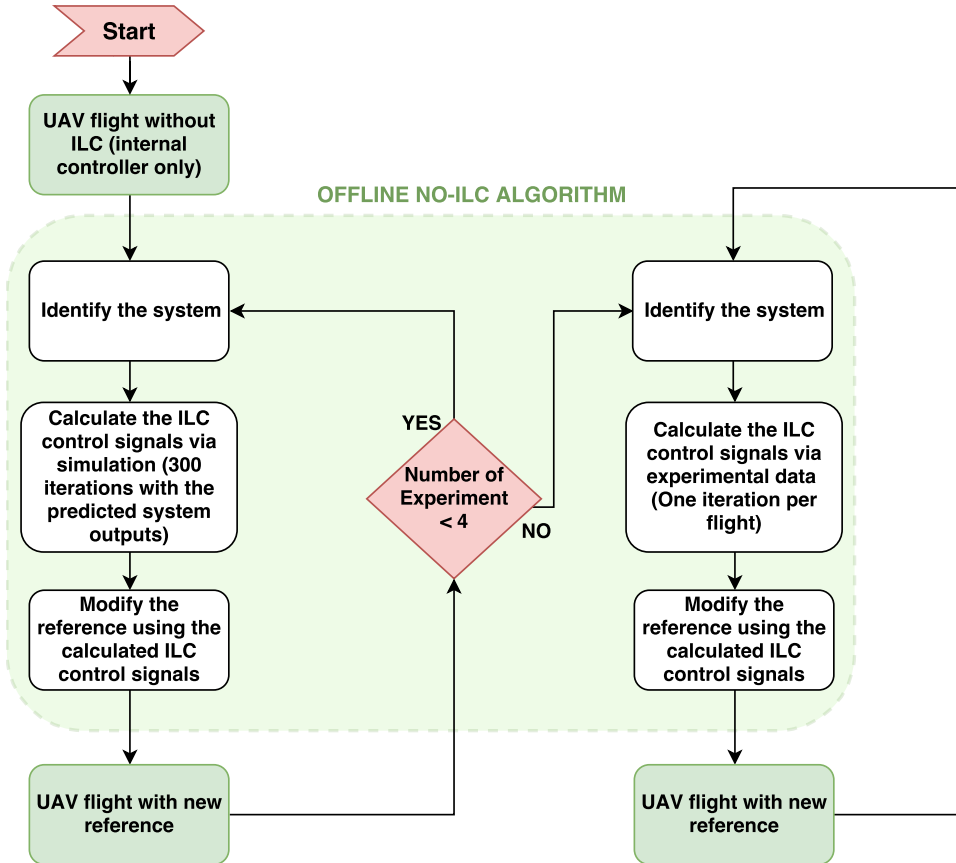 Start
UAV flight without
ILC (internal
controller only)
OFFLINE NO-ILC ALGORITHM
Identify the system
Calculate the ILC
control signals via
simulation (300
iterations with the
predicted system
outputs)
Modify the
reference using the
calculated ILC
control signals
UAV flight with new
reference
YES
Number of
Experiment
< 4
NO
Identify the system
Calculate the ILC
control signals via
experimental data
(One iteration per
flight)
Modify the
reference using the
calculated ILC
control signals
UAV flight with new
reference